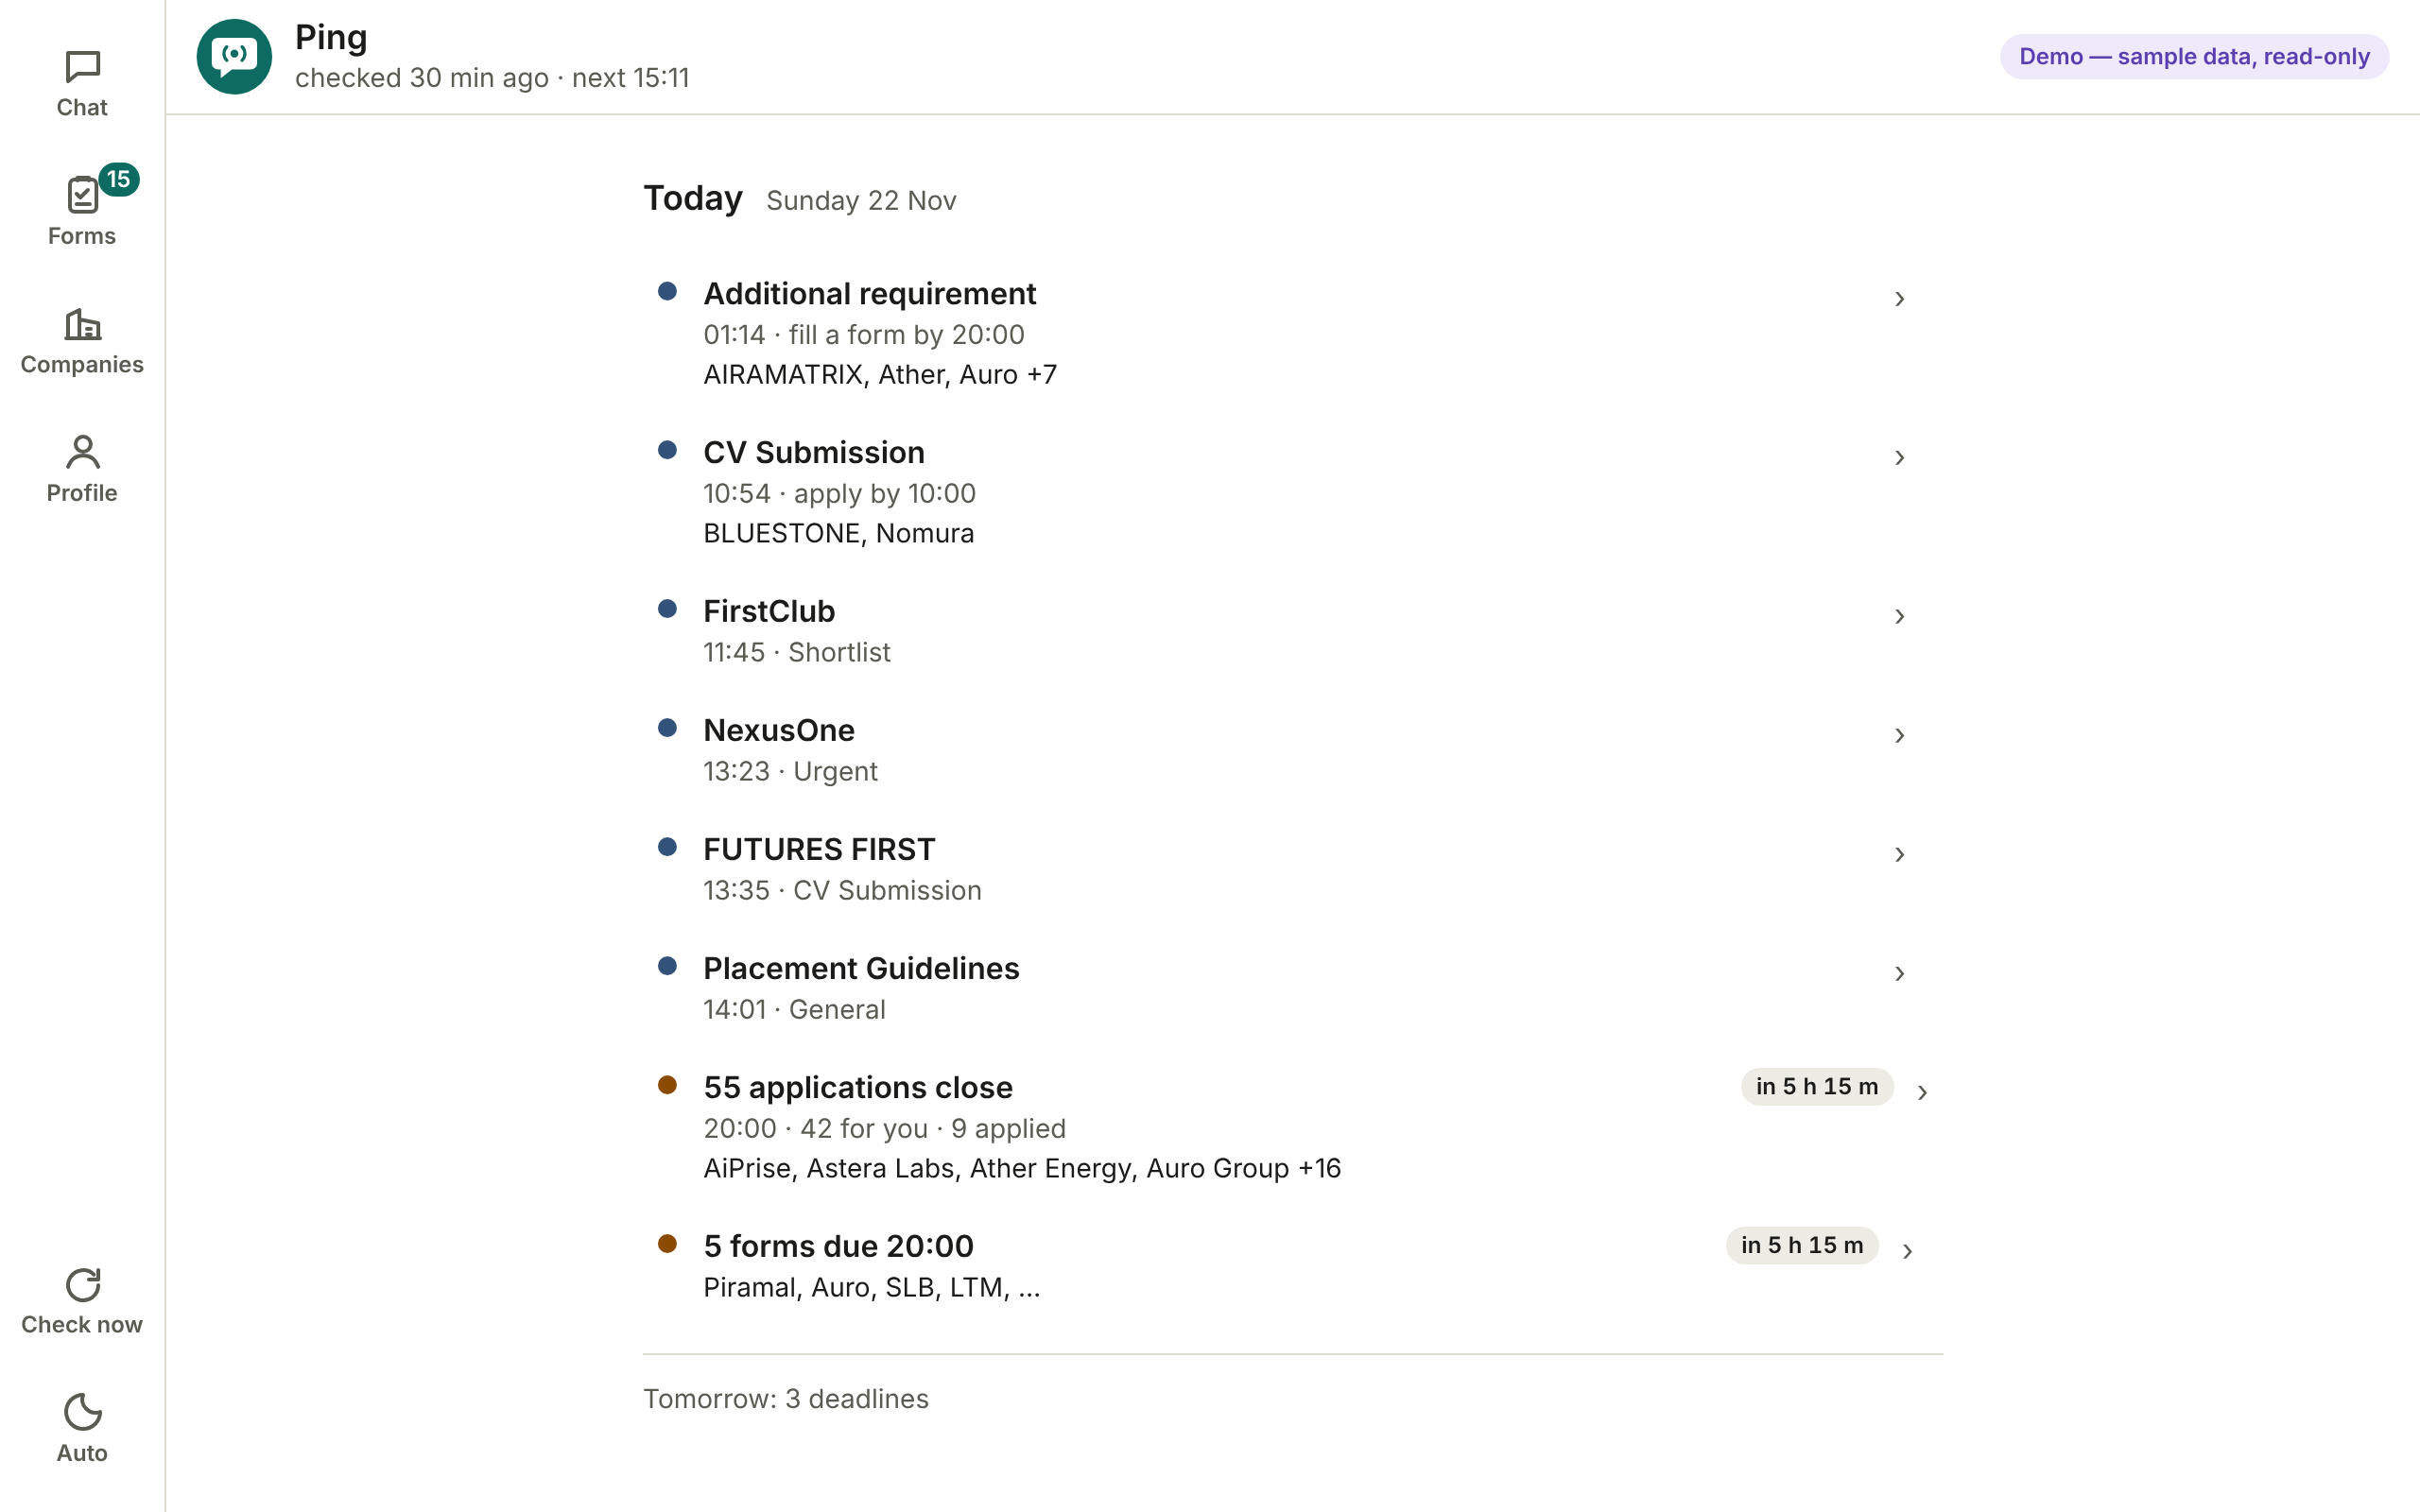 Ping
checked 30 min ago · next 15:11
Demo — sample data, read-only
Chat
15
Forms
Companies
Profile
Check now
Auto
Today Sunday 22 Nov
Additional requirement
01:14 · fill a form by 20:00
AIRAMATRIX, Ather, Auro +7
CV Submission
10:54 · apply by 10:00
BLUESTONE, Nomura
FirstClub
11:45 · Shortlist
NexusOne
13:23 · Urgent
FUTURES FIRST
13:35 · CV Submission
Placement Guidelines
14:01 · General
55 applications close in 5 h 15 m
20:00 · 42 for you · 9 applied
AiPrise, Astera Labs, Ather Energy, Auro Group +16
5 forms due 20:00 in 5 h 15 m
Piramal, Auro, SLB, LTM, ...
Tomorrow: 3 deadlines